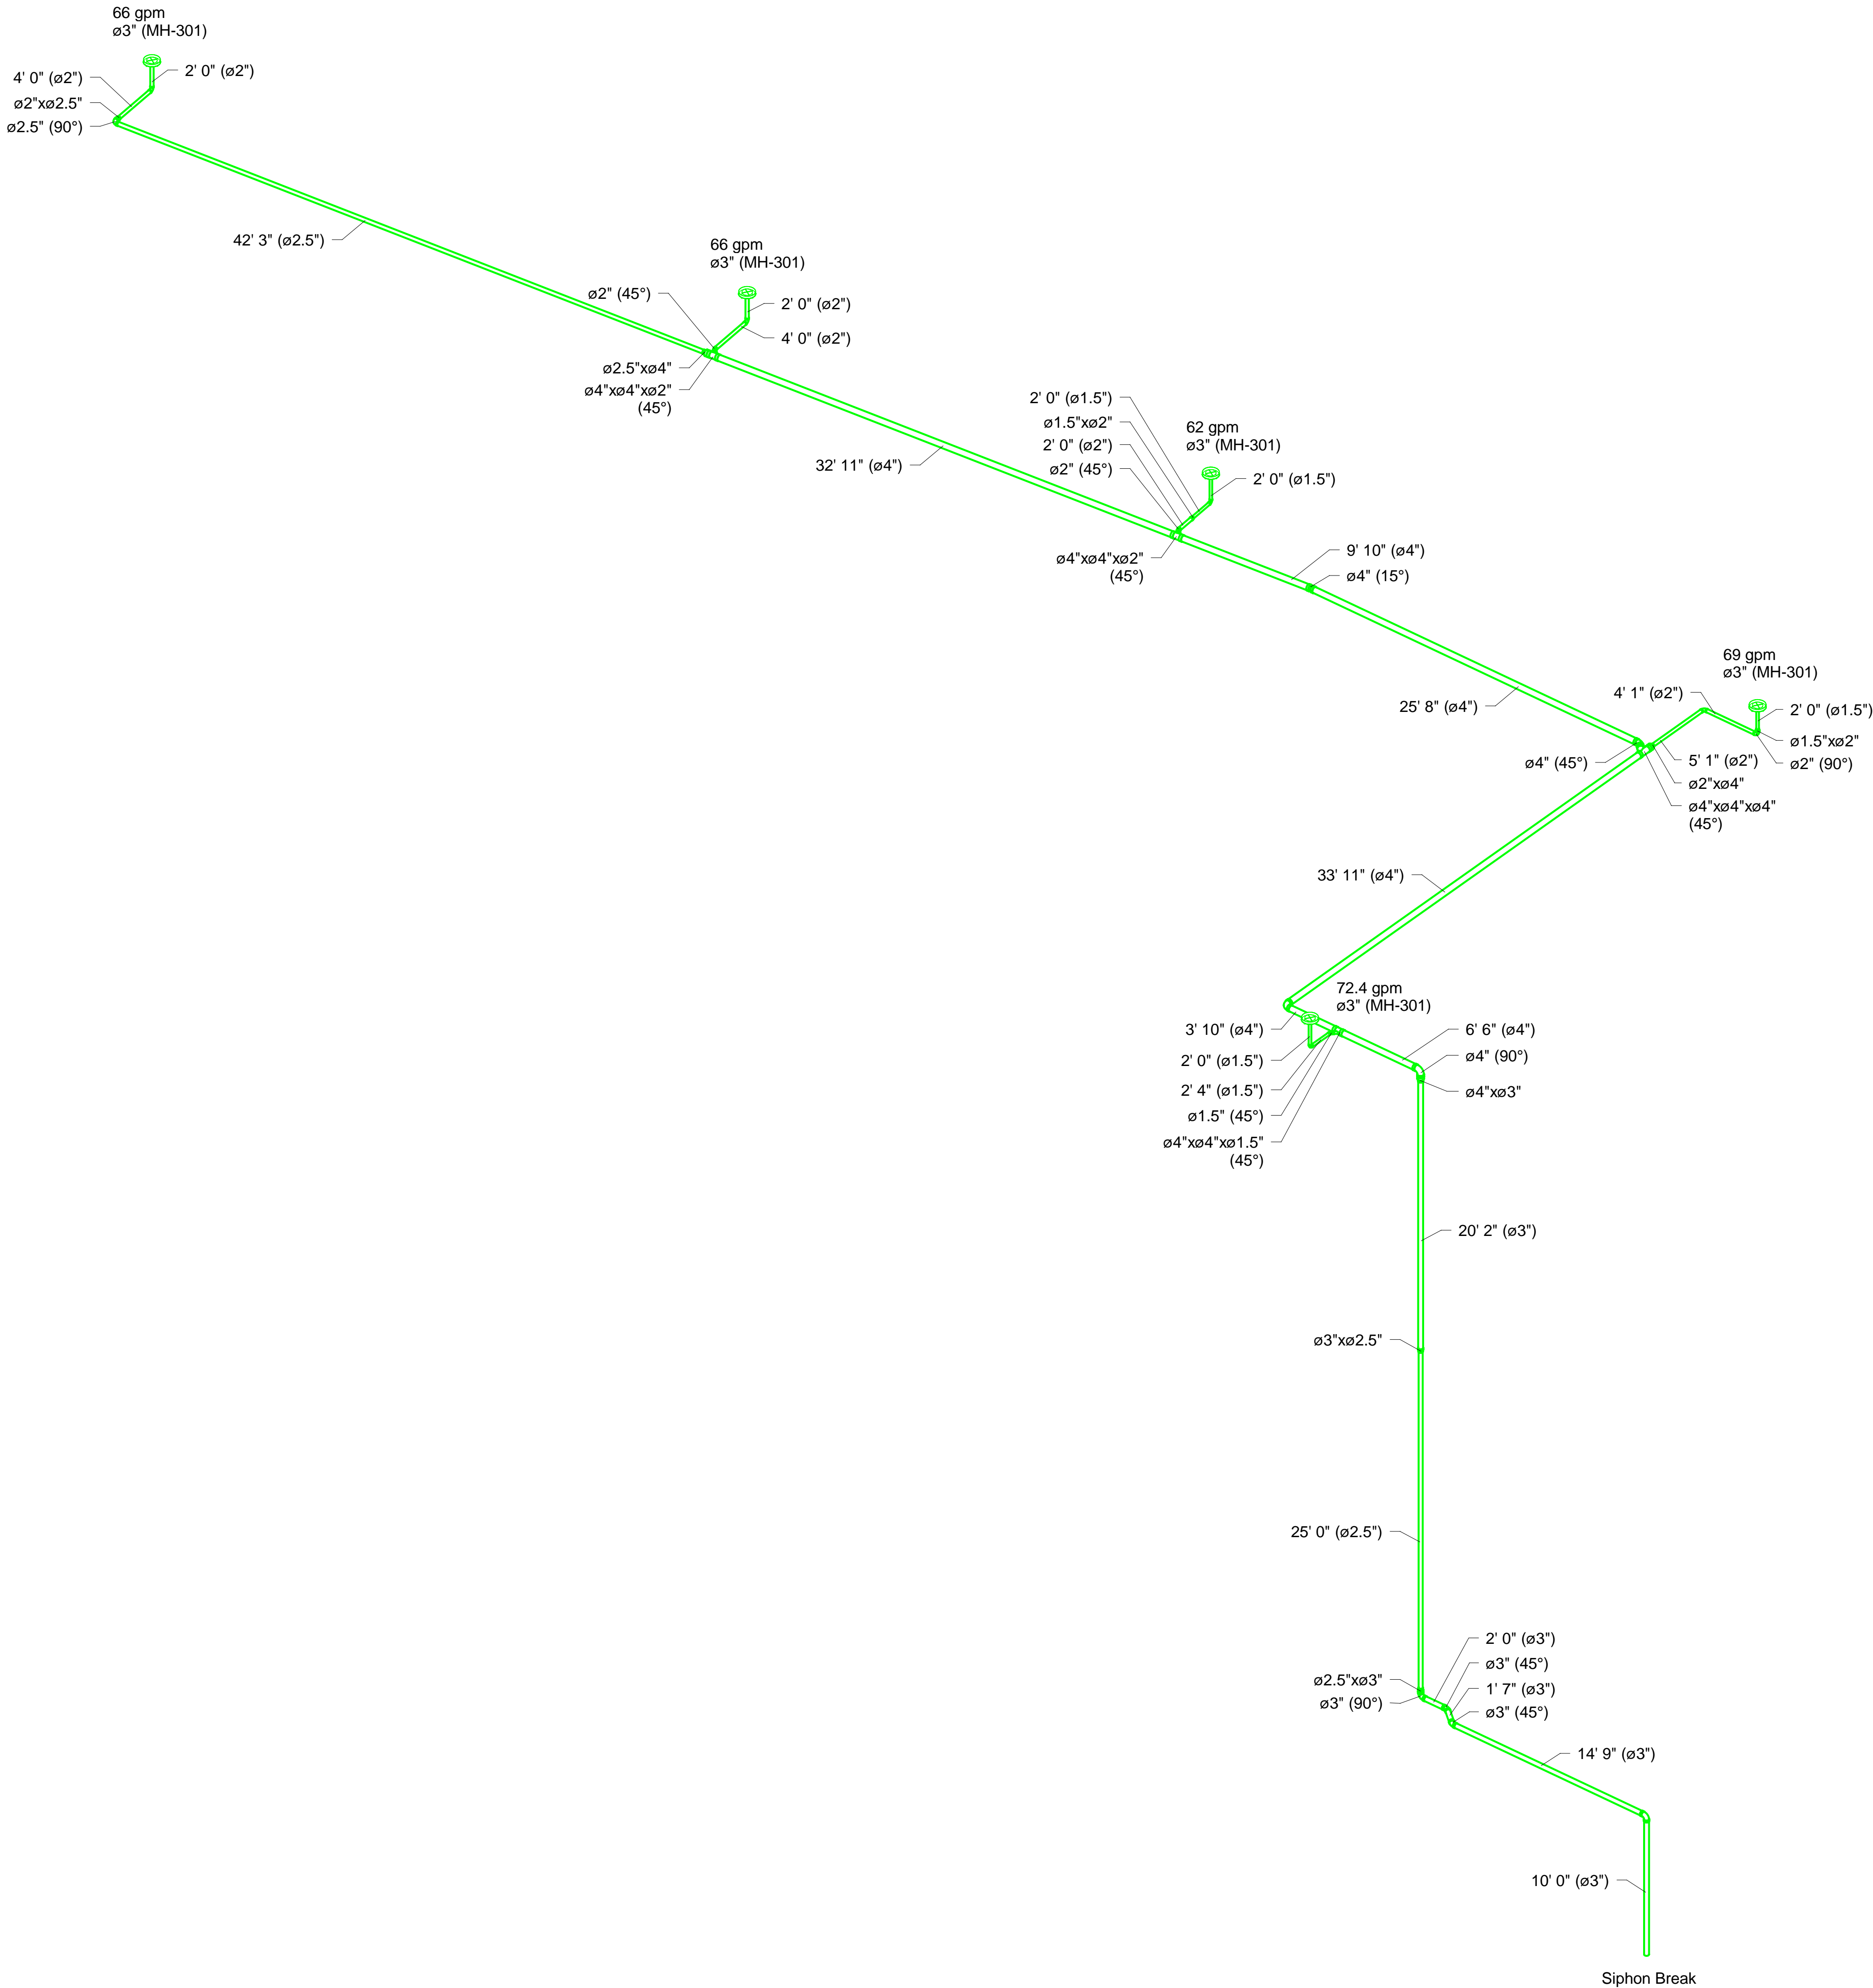 66 gpm
ø3" (MH-301)
4' 0" (ø2")
2' 0" (ø2")
ø2"xø2.5"
ø2.5" (90°)
42' 3" (ø2.5")
66 gpm
ø3" (MH-301)
ø2" (45°)
2' 0" (ø2")
4' 0" (ø2")
ø2.5"xø4"
ø4"xø4"xø2"
(45°)
32' 11" (ø4")
2' 0" (ø1.5")
ø1.5"xø2"
2' 0" (ø2")
ø2" (45°)
62 gpm
ø3" (MH-301)
2' 0" (ø1.5")
ø4"xø4"xø2"
(45°)
9' 10" (ø4")
ø4" (15°)
25' 8" (ø4")
69 gpm
ø3" (MH-301)
4' 1" (ø2")
2' 0" (ø1.5")
ø1.5"xø2"
ø2" (90°)
ø4" (45°)
5' 1" (ø2")
ø2"xø4"
ø4"xø4"xø4"
(45°)
33' 11" (ø4")
72.4 gpm
ø3" (MH-301)
3' 10" (ø4")
2' 0" (ø1.5")
2' 4" (ø1.5")
ø1.5" (45°)
ø4"xø4"xø1.5"
(45°)
6' 6" (ø4")
ø4" (90°)
ø4"xø3"
20' 2" (ø3")
ø3"xø2.5"
25' 0" (ø2.5")
2' 0" (ø3")
ø3" (45°)
1' 7" (ø3")
ø3" (45°)
ø2.5"xø3"
ø3" (90°)
14' 9" (ø3")
10' 0" (ø3")
Siphon Break